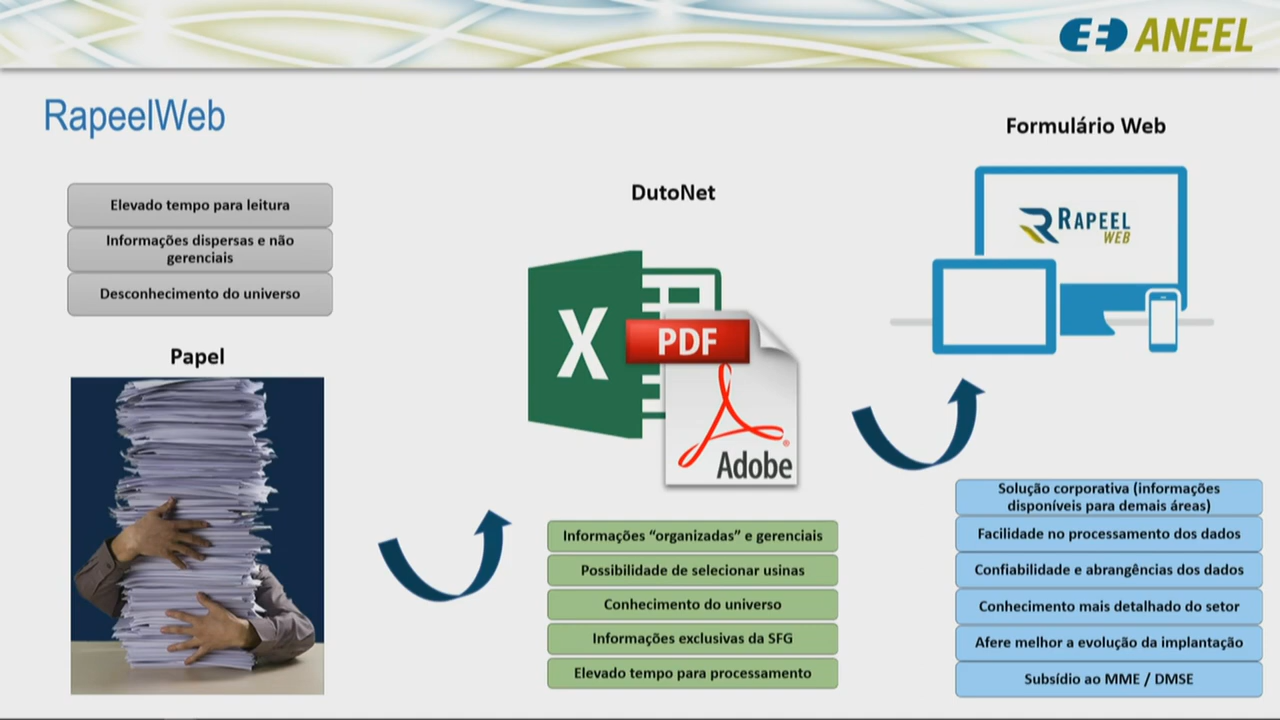 ANEEL
RapeelWeb
Elevado tempo para leitura
Informações dispersas e não
gerenciais
Desconhecimento do universo
Papel
DutoNet
X
PDF
Adobe
Informações “organizadas” e gerenciais
Possibilidade de selecionar usinas
Conhecimento do universo
Informações exclusivas da SFG
Elevado tempo para processamento
Formulário Web
RAPEEL
WEB
Solução corporativa (informações
disponíveis para demais áreas)
Facilidade no processamento dos dados
Confiabilidade e abrangências dos dados
Conhecimento mais detalhado do setor
Afere melhor a evolução da implantação
Subsídio ao MME / DMSE